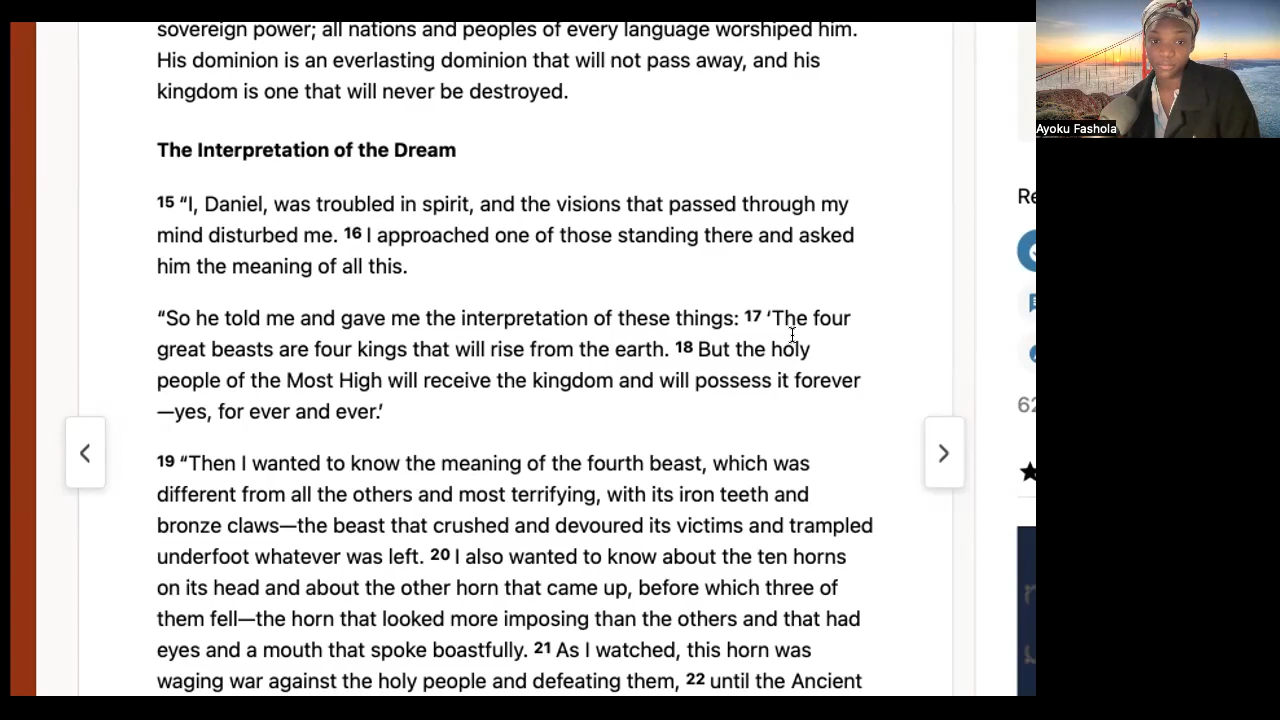 sovereign power; all nations and peoples of every language worshiped him.
His dominion is an everlasting dominion that will not pass away, and his
kingdom is one that will never be destroyed.
The Interpretation of the Dream
15 “I, Daniel, was troubled in spirit, and the visions that passed through my
mind disturbed me. 16 I approached one of those standing there and asked
him the meaning of all this.
“So he told me and gave me the interpretation of these things: 17 ‘The four
great beasts are four kings that will rise from the earth. 18 But the holy
people of the Most High will receive the kingdom and will possess it forever
—yes, for ever and ever.’
19 “Then I wanted to know the meaning of the fourth beast, which was
different from all the others and most terrifying, with its iron teeth and
bronze claws—the beast that crushed and devoured its victims and trampled
underfoot whatever was left. 20 I also wanted to know about the ten horns
on its head and about the other horn that came up, before which three of
them fell—the horn that looked more imposing than the others and that had
eyes and a mouth that spoke boastfully. 21 As I watched, this horn was
waging war against the holy people and defeating them, 22 until the Ancient
Ayoku Fashola
Re
62